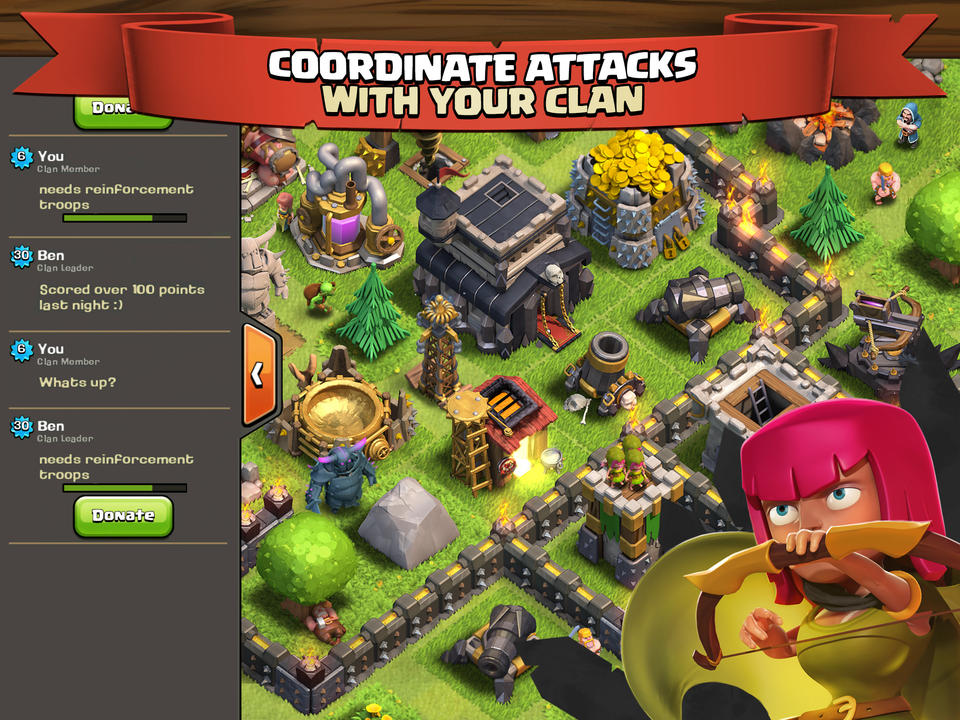 COORDINATE ATTACKS
WITH YOUR CLAN
6 You
Clan Member
needs reinforcement
troops
30 Ben
Clan Leader
Scored over 100 points
last night :)
6 You
Clan Member
Whats up?
30 Ben
Clan Leader
needs reinforcement
troops
Donate